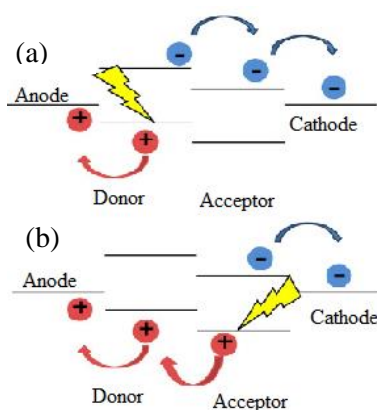 (a)
−
−
−
Anode
+
+
Cathode
Donor
Acceptor
(b)
−
−
Anode
+
+
+
Cathode
Donor
Acceptor